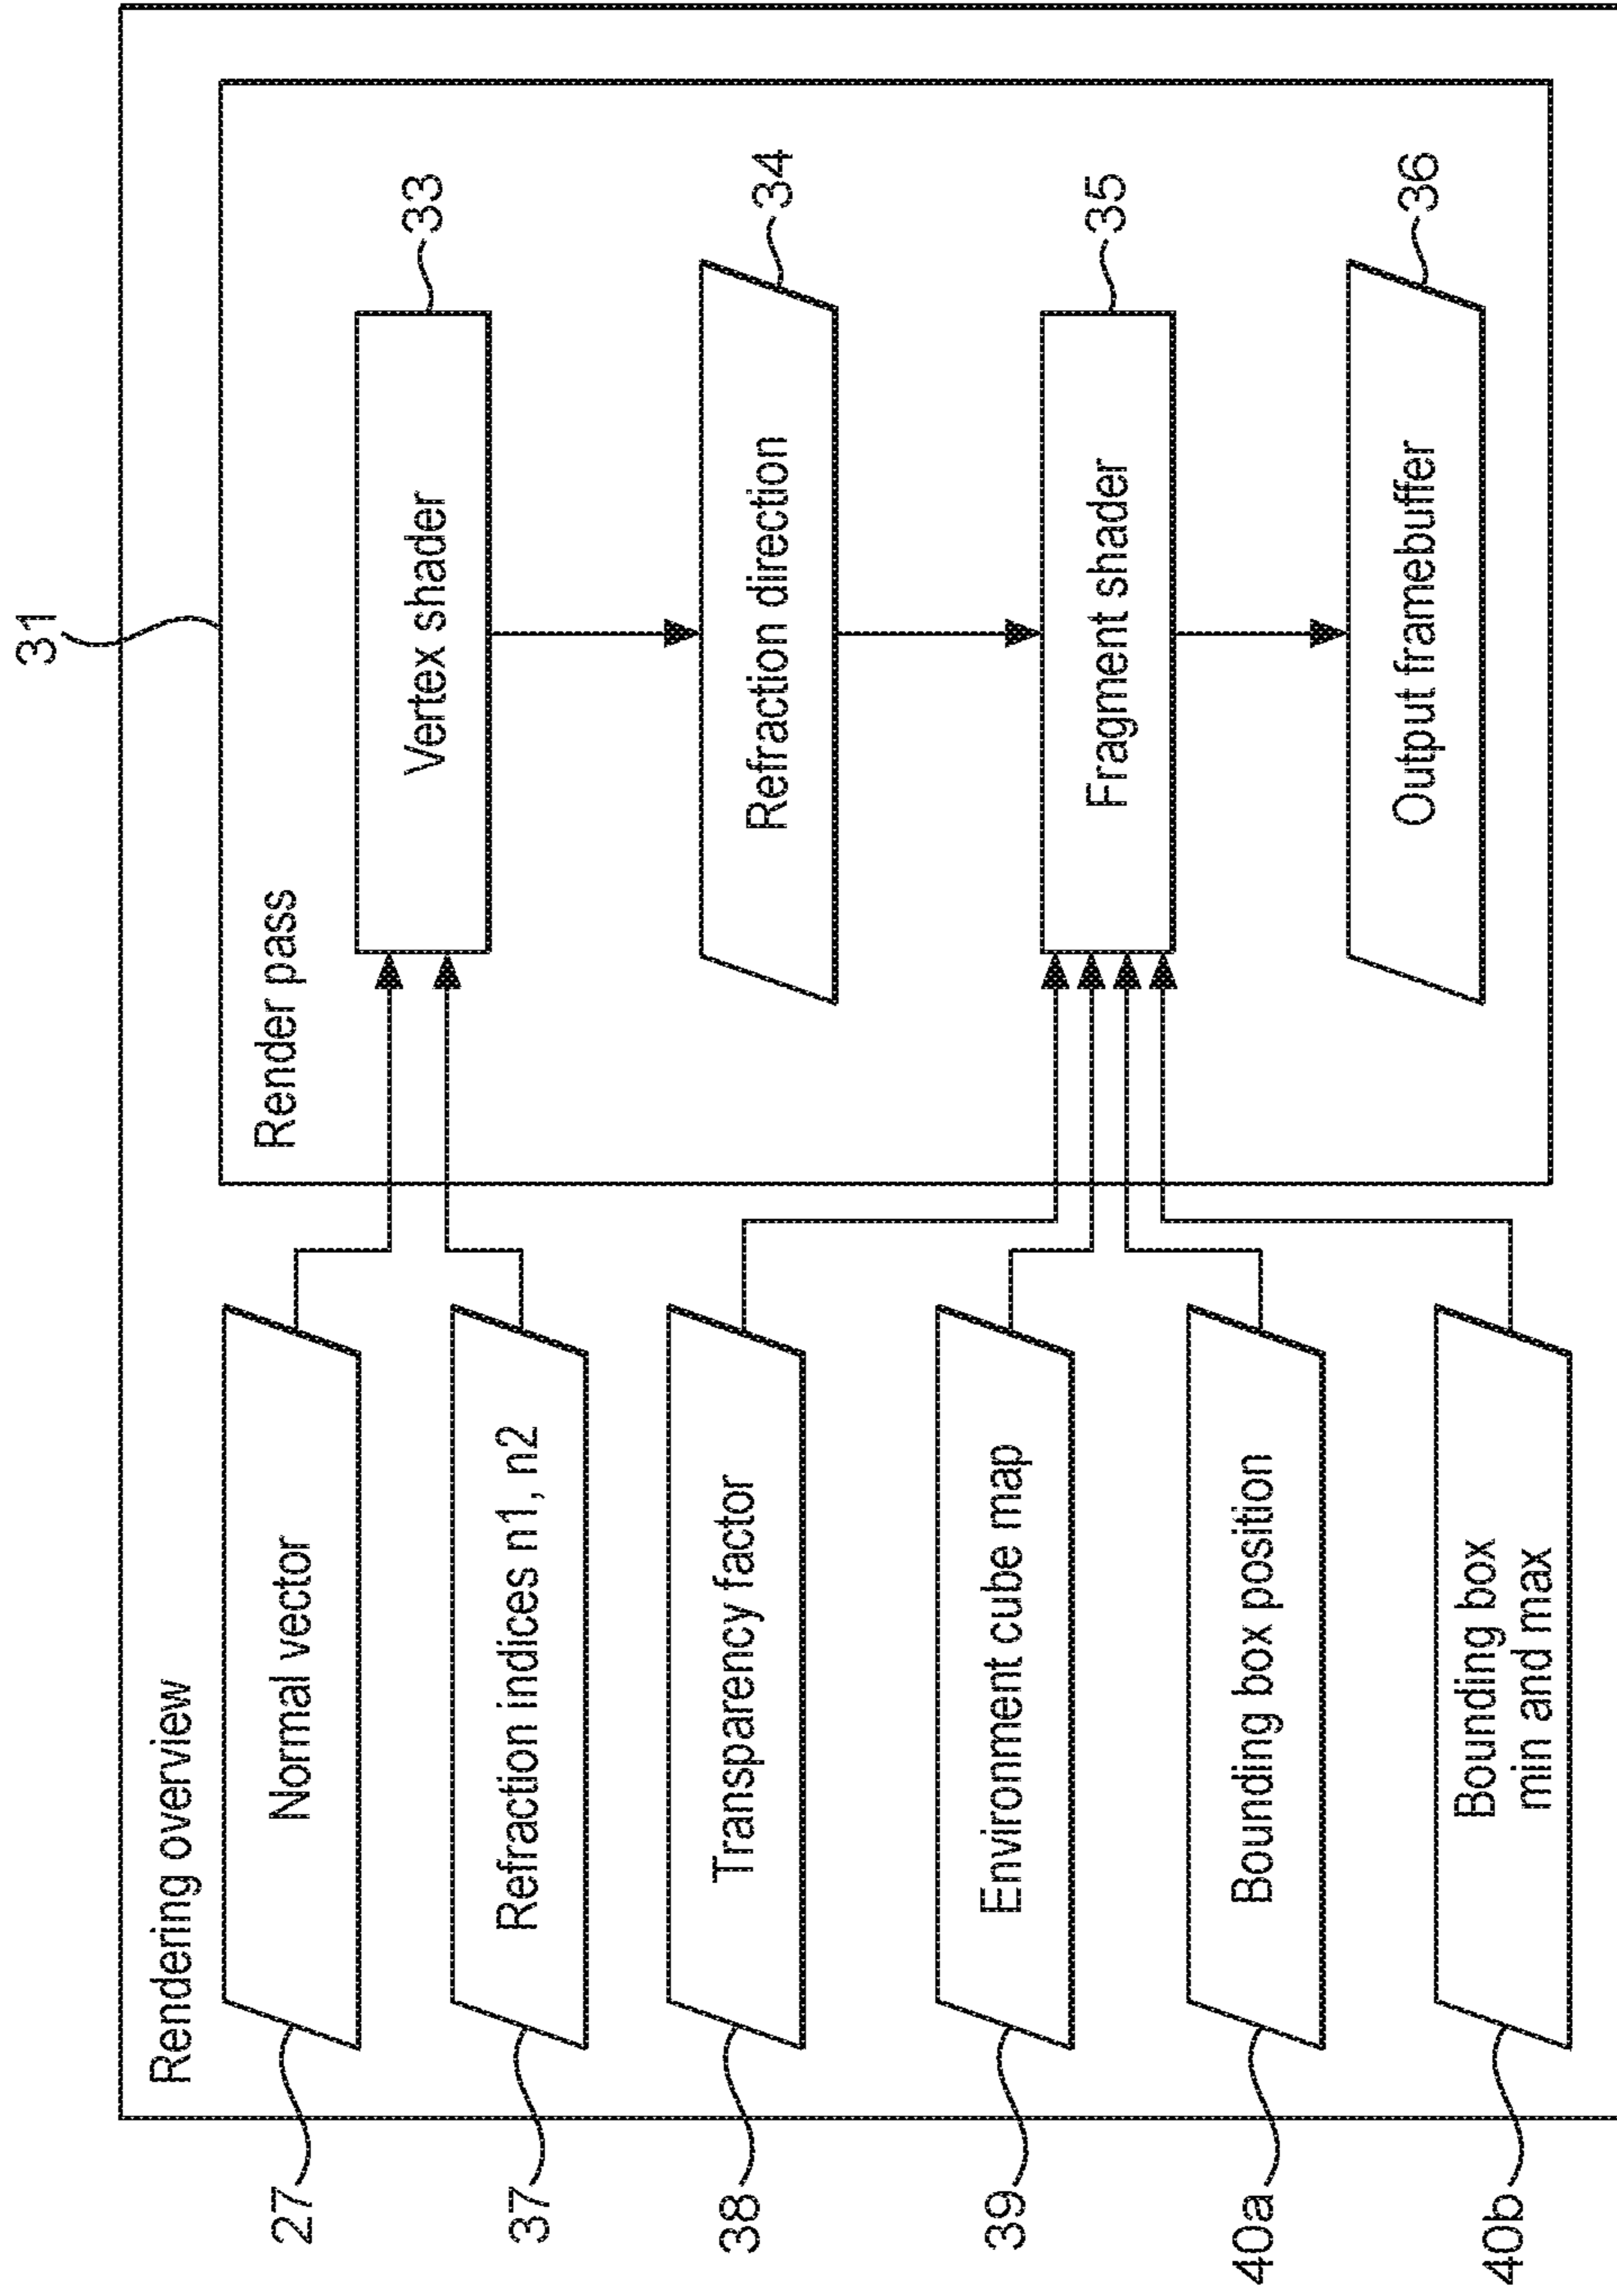 31
Rendering overview
Render pass
27
Normal vector
37
Refraction indices n1, n2
38
Transparency factor
39
Environment cube map
40a
Bounding box position
40b
Bounding box
min and max
Vertex shader
33
Refraction direction
34
Fragment shader
35
Output framebuffer
36